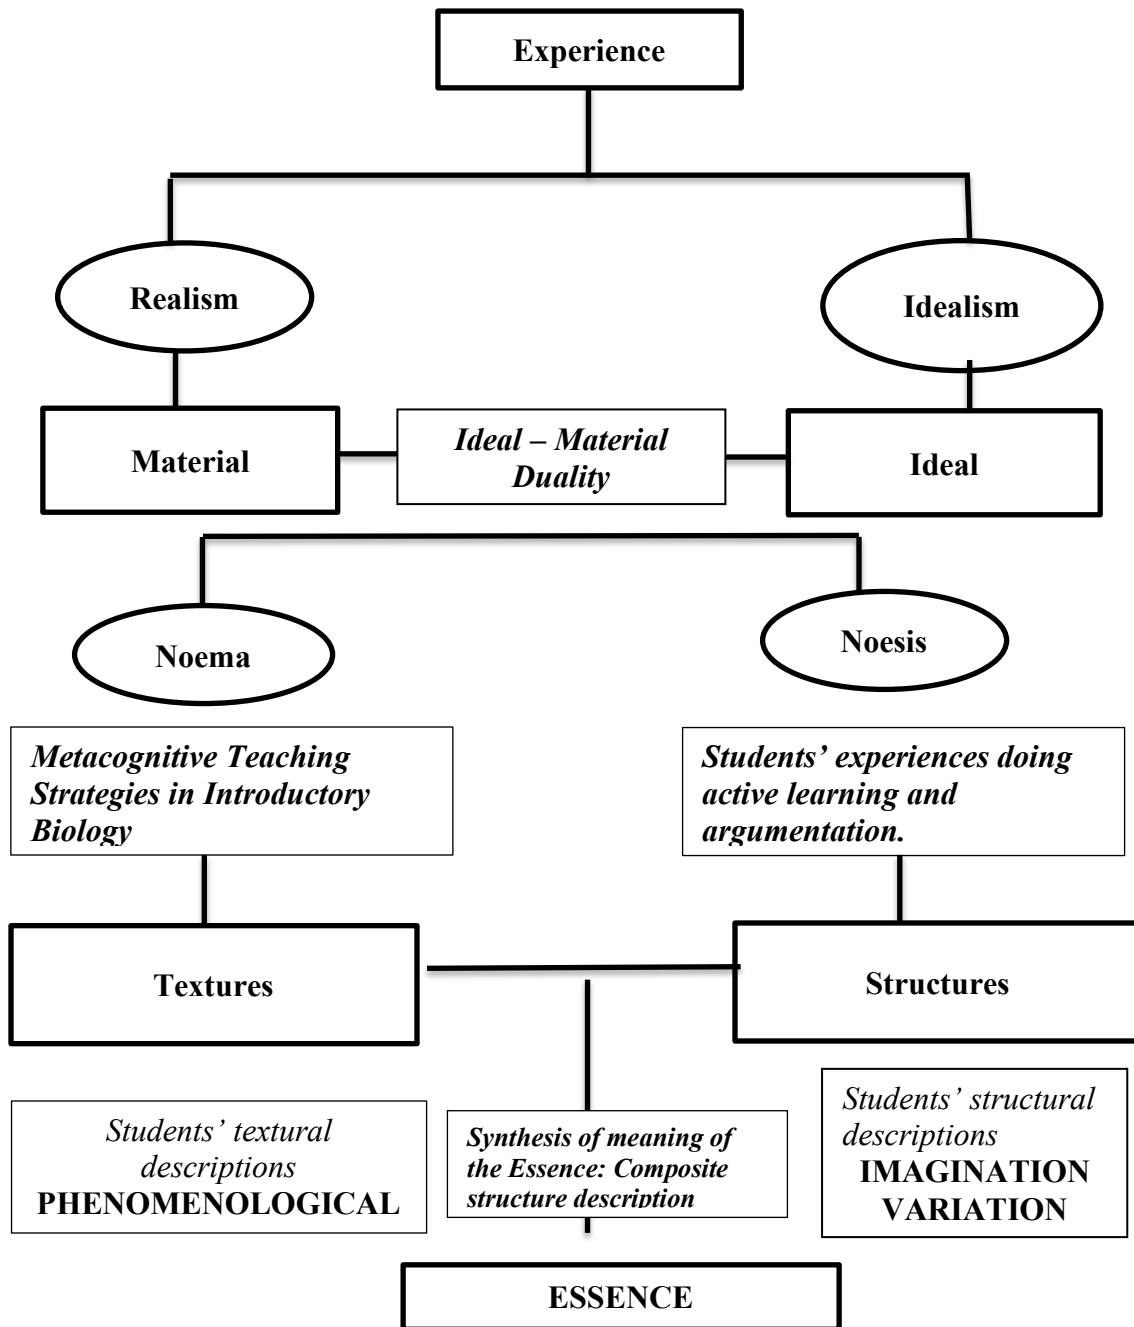 Experience
Realism
Idealism
Material
Ideal – Material
Duality
Ideal
Noema
Noesis
Metacognitive Teaching
Strategies in Introductory
Biology
Students’ experiences doing
active learning and
argumentation.
Textures
Structures
Students’ textural
descriptions
PHENOMENOLOGICAL
Synthesis of meaning of
the Essence: Composite
structure description
Students’ structural
descriptions
IMAGINATION
VARIATION
ESSENCE